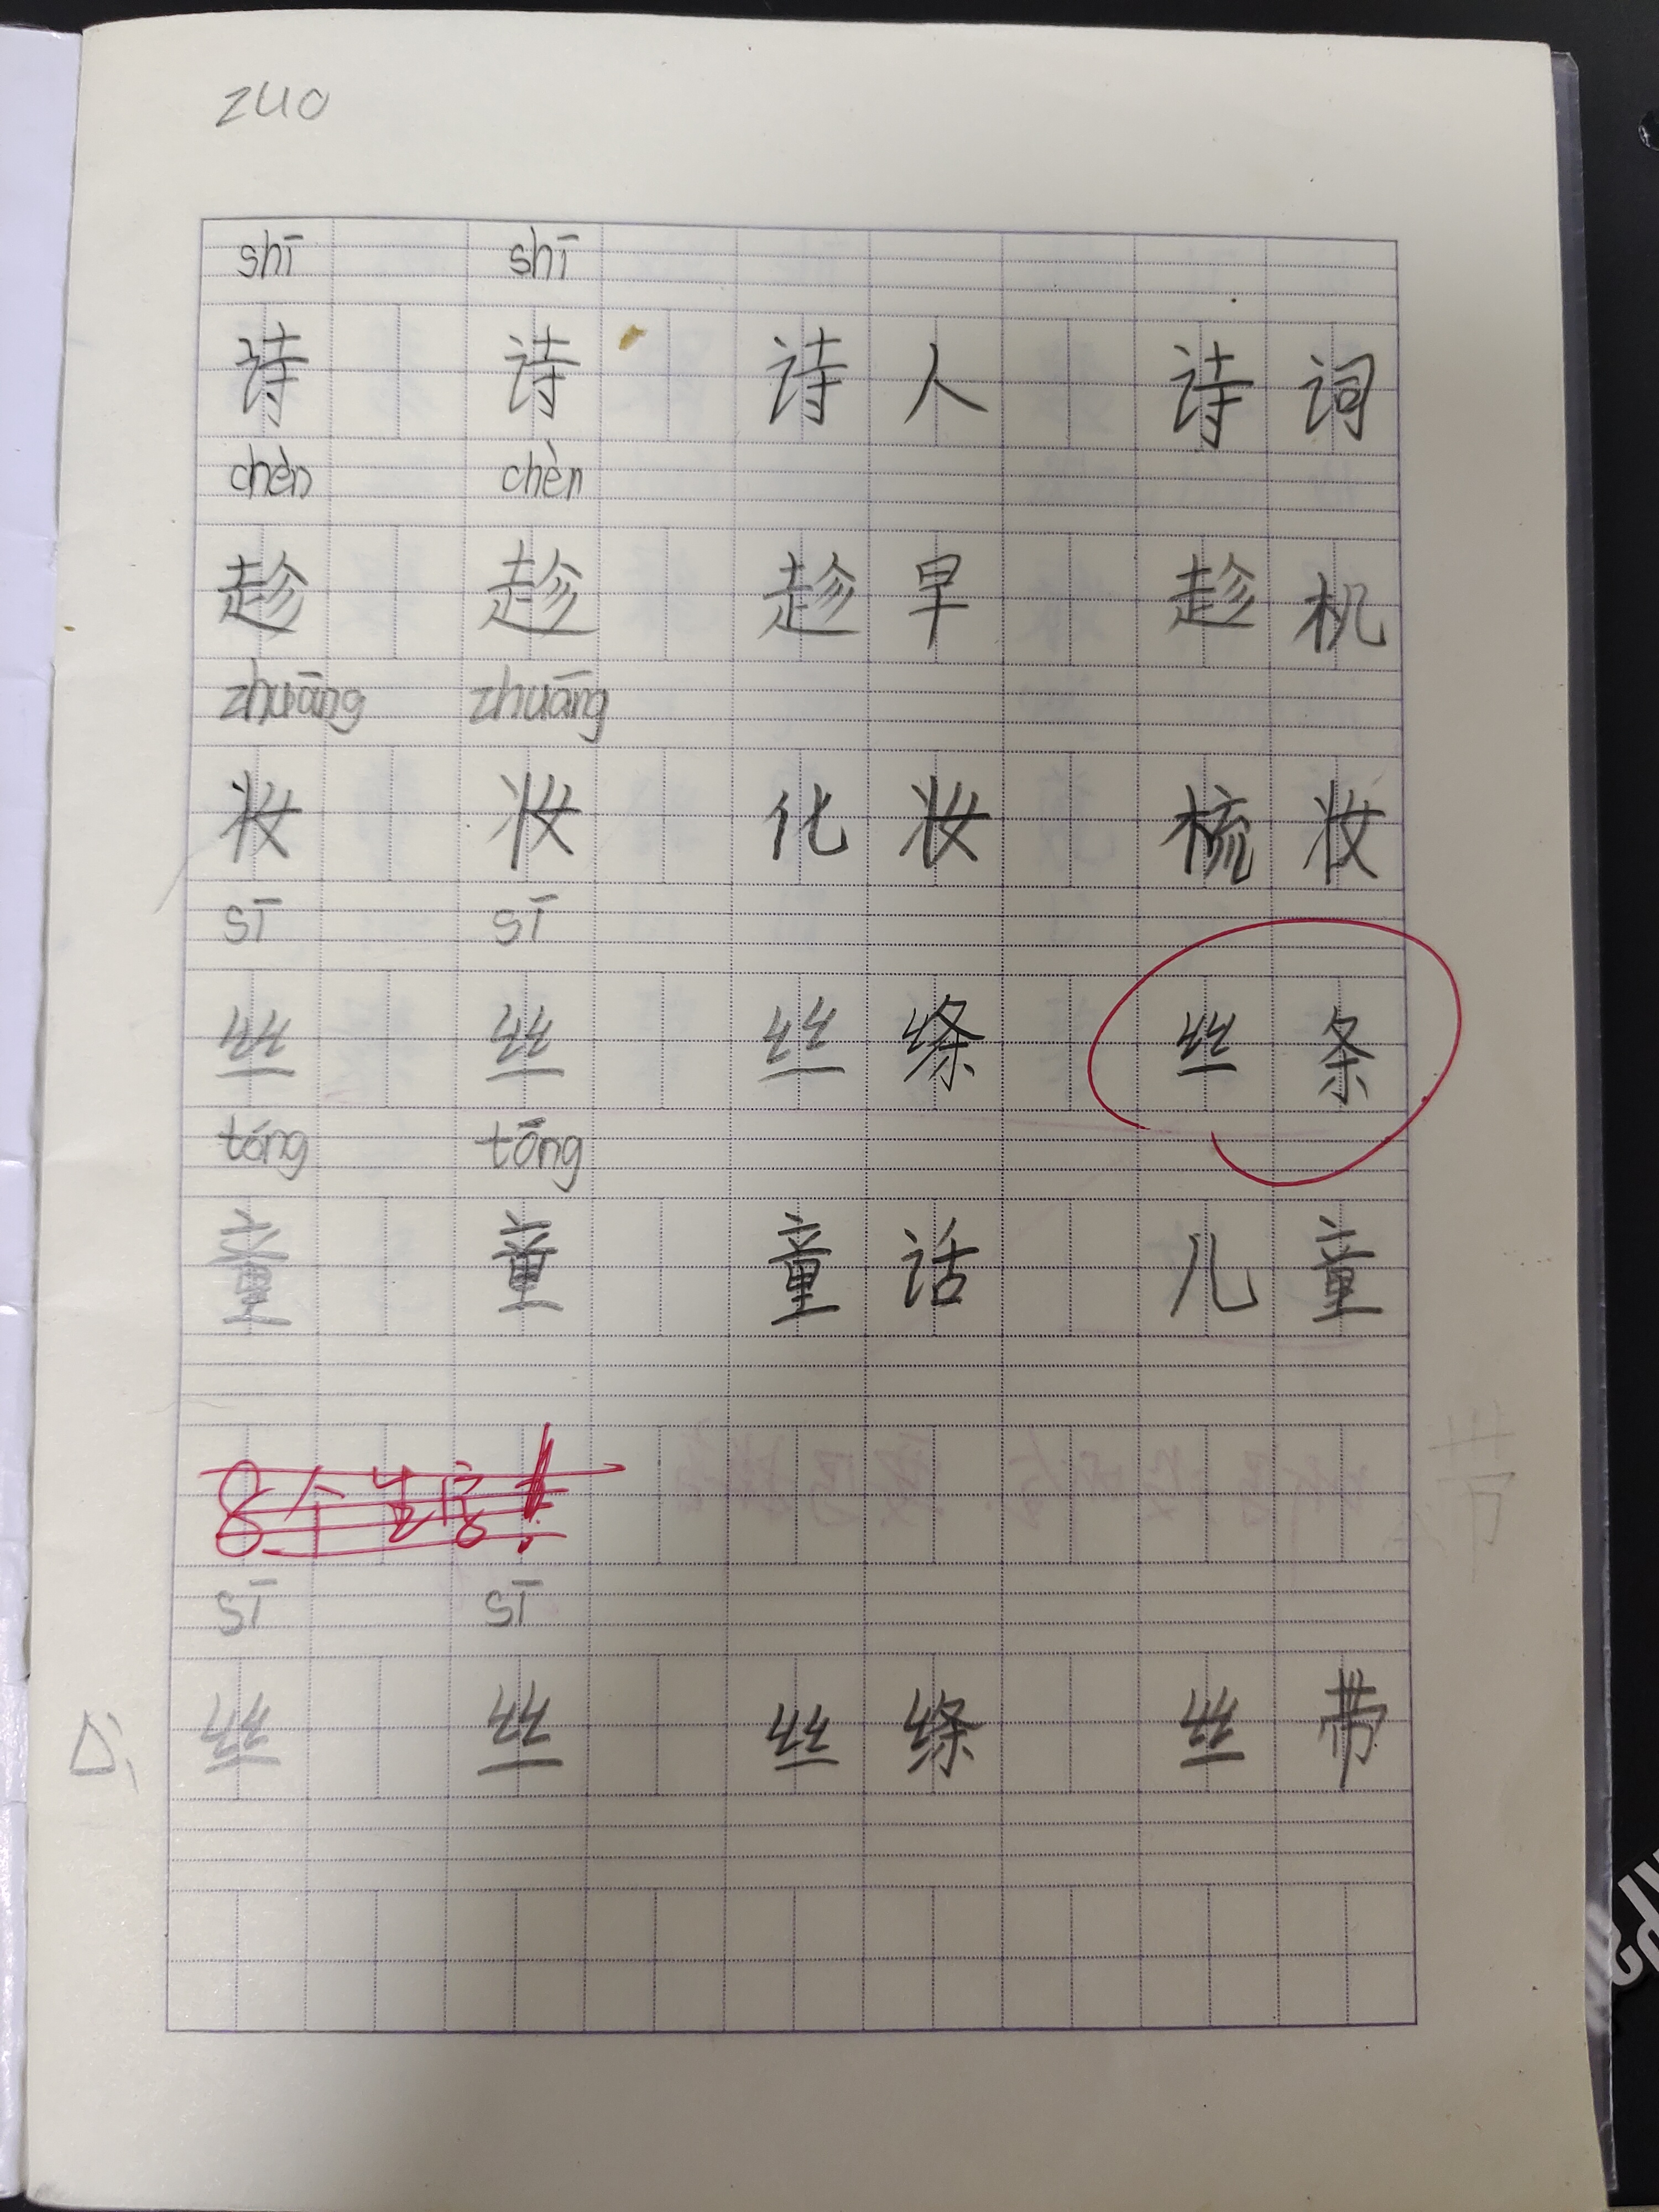 zuo
shī shī
诗 诗 诗人 诗词
chèn chèn
趁 趁 趁早 趁机
zhuāng zhuāng
妆 妆 化妆 梳妆
sī sī
丝 丝 丝绦 丝条
tóng tōng
童 童 童话 儿童
8个生字!
sī sī
丝 丝 丝绦 丝带